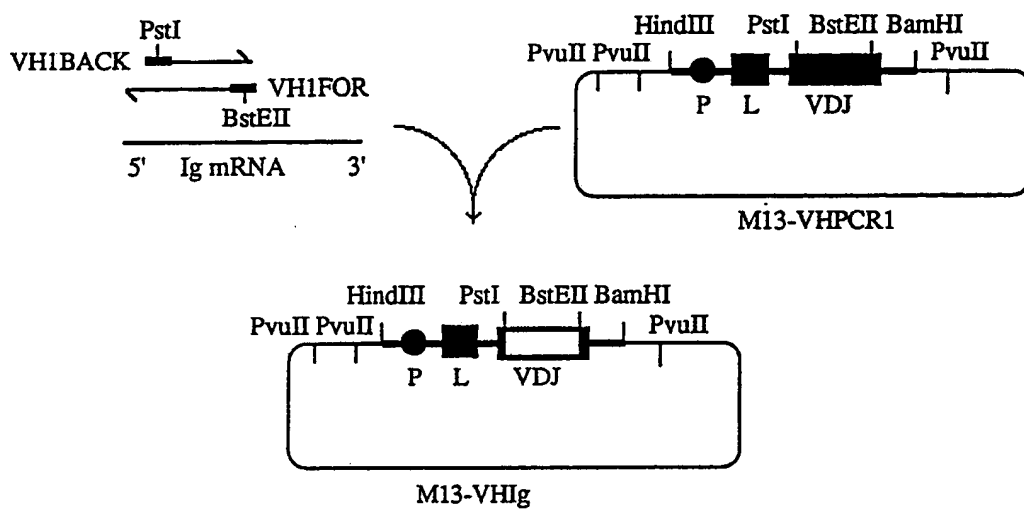 PstI
VH1BACK
VH1FOR
BstEII
5' Ig mRNA 3'
HindIII PstI BstEII BamHI
PvuII PvuII PvuII
P L VDJ
M13-VHPCR1
HindIII PstI BstEII BamHI
PvuII PvuII PvuII
P L VDJ
M13-VHIg